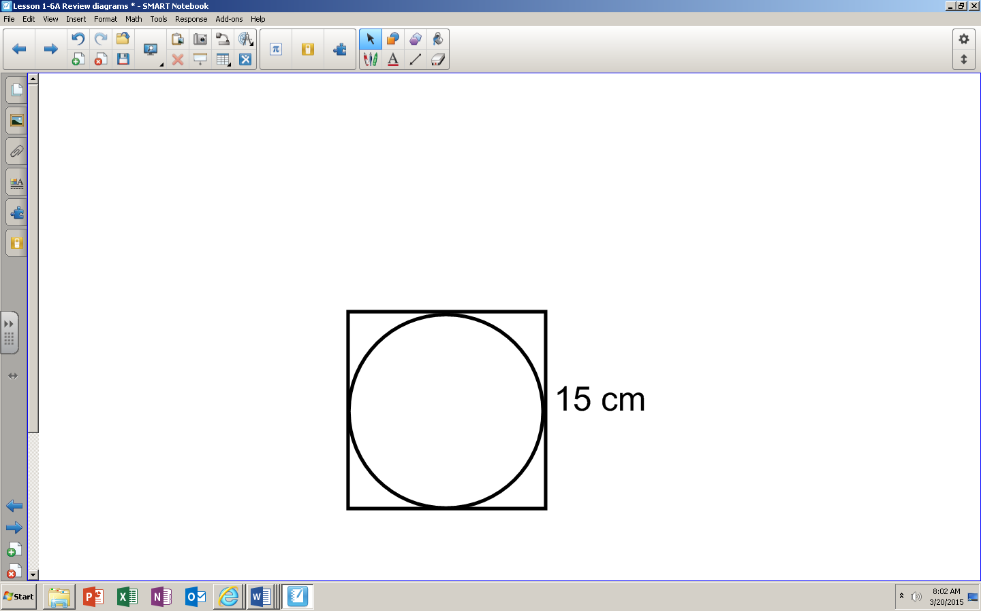 Lesson 1-6A Review diagrams * - SMART Notebook
File Edit View Insert Format Math Tools Response Add-ons Help
π
A
A
15 cm
Start
P
X
N
O
W
8:02 AM
3/20/2015